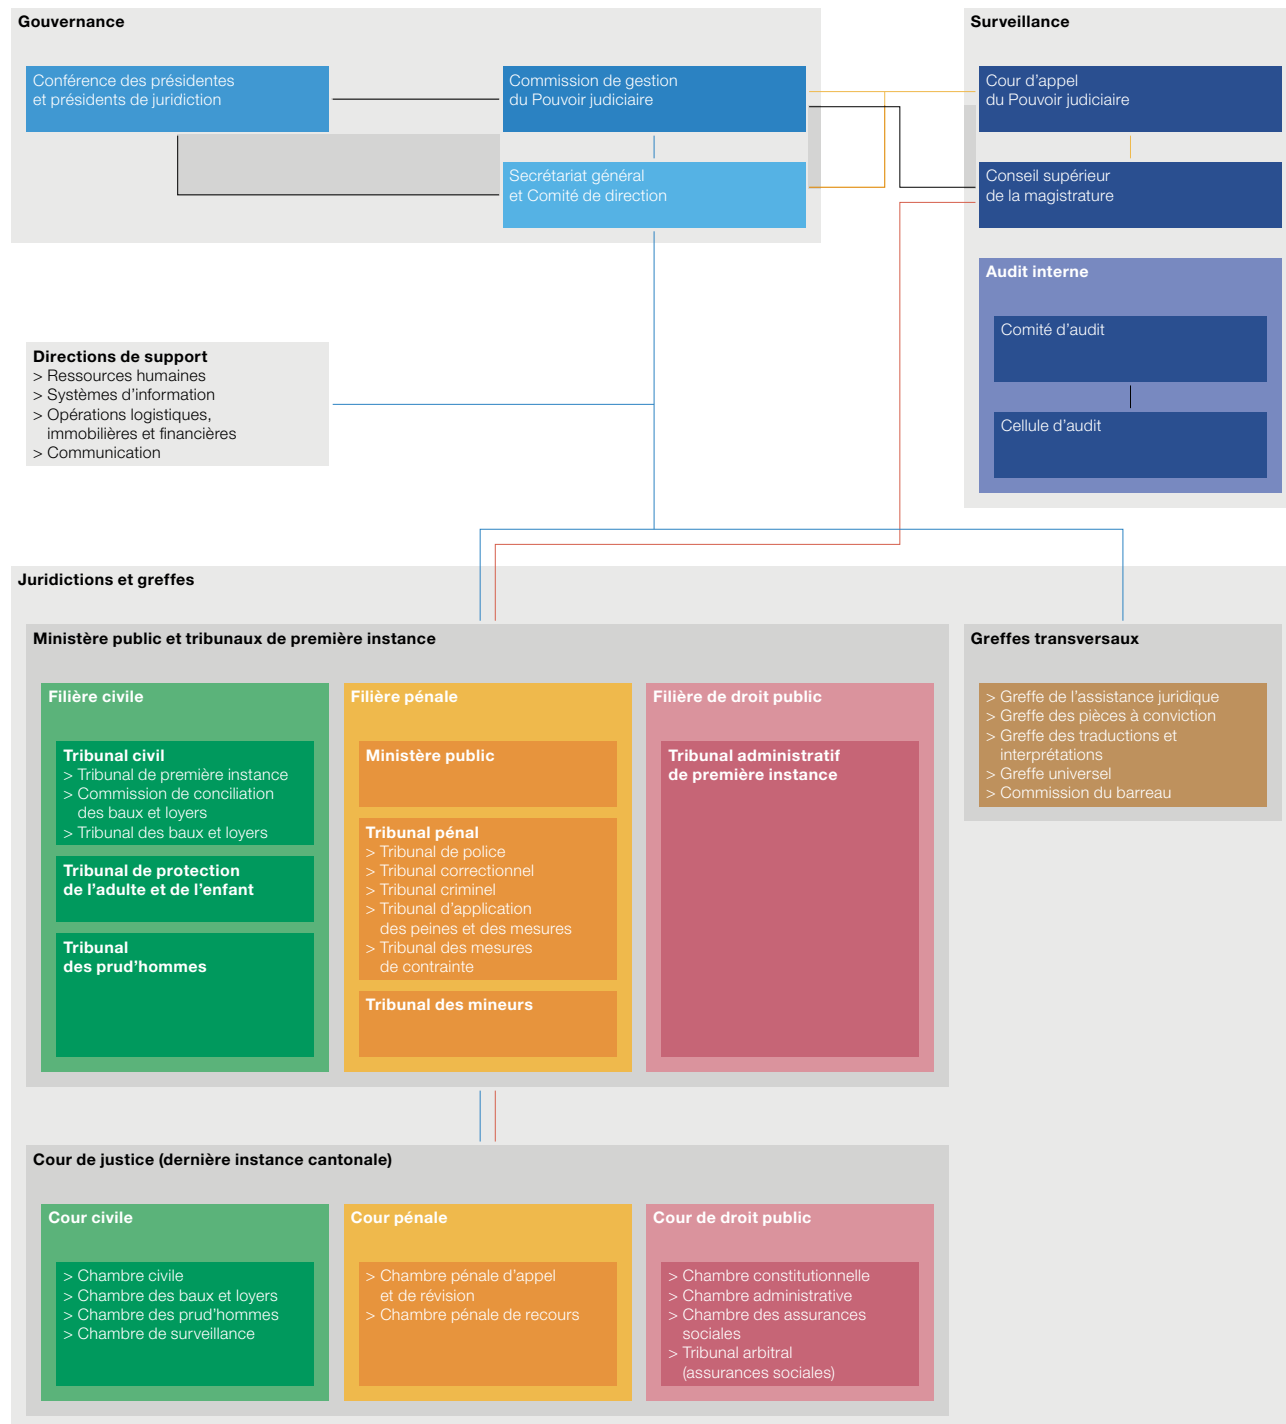 Gouvernance
Conférence des présidentes
et présidents de juridiction
Commission de gestion
du Pouvoir judiciaire
Secrétariat général
et Comité de direction
Surveillance
Cour d’appel
du Pouvoir judiciaire
Conseil supérieur
de la magistrature
Audit interne
Comité d’audit
Cellule d’audit
Directions de support
> Ressources humaines
> Systèmes d’information
> Opérations logistiques,
immobilières et financières
> Communication
Juridictions et greffes
Ministère public et tribunaux de première instance
Filière civile
Tribunal civil
> Tribunal de première instance
> Commission de conciliation
des baux et loyers
> Tribunal des baux et loyers
Tribunal de protection
de l’adulte et de l’enfant
Tribunal
des prud’hommes
Filière pénale
Ministère public
Tribunal pénal
> Tribunal de police
> Tribunal correctionnel
> Tribunal criminel
> Tribunal d’application
des peines et des mesures
> Tribunal des mesures
de contrainte
Tribunal des mineurs
Filière de droit public
Tribunal administratif
de première instance
Greffes transversaux
> Greffe de l’assistance juridique
> Greffe des pièces à conviction
> Greffe des traductions et
interprétations
> Greffe universel
> Commission du barreau
Cour de justice (dernière instance cantonale)
Cour civile
> Chambre civile
> Chambre des baux et loyers
> Chambre des prud’hommes
> Chambre de surveillance
Cour pénale
> Chambre pénale d’appel
et de révision
> Chambre pénale de recours
Cour de droit public
> Chambre constitutionnelle
> Chambre administrative
> Chambre des assurances
sociales
> Tribunal arbitral
(assurances sociales)